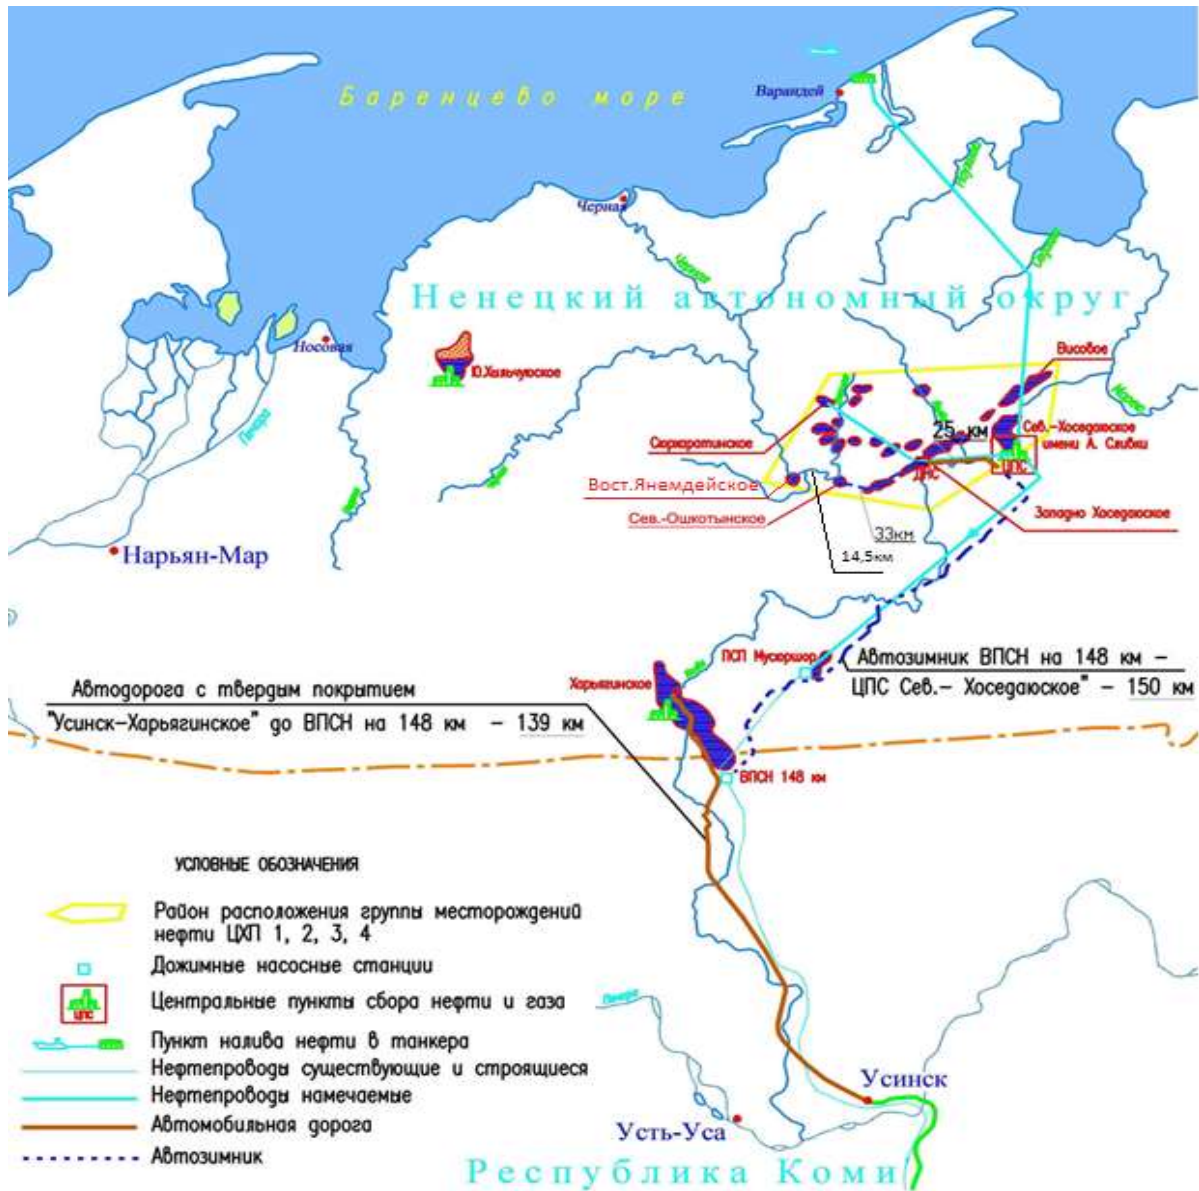 Баренцево море
Варандей
Черная
Черная
Ненецкий автономный округ
Носовая
Ю.Хыльчуюское
Висовое
Печора
25 км
Сев.-Хоседаюское
имени А. Сливки
Сюрхаратинское
ЦПС
ДНС
Вост.Янемдейское
Сев.-Ошкотынское
Западно Хоседаюское
33км
14,5км
Нарьян-Мар
ПСП Мусюршор
Автозимник ВПСН на 148 км –
ЦПС Сев.- Хоседаюское" – 150 км
Харьягинское
Автодорога с твердым покрытием
"Усинск-Харьягинское" до ВПСН на 148 км – 139 км
ВПСН 148 км
УСЛОВНЫЕ ОБОЗНАЧЕНИЯ
Район расположения группы месторождений
нефти ЦХП 1, 2, 3, 4
Дожимные насосные станции
Центральные пункты сбора нефти и газа
ЦПС
Пункт налива нефти в танкера
Нефтепроводы существующие и строящиеся
Нефтепроводы намечаемые
Автомобильная дорога
Автозимник
Печора
Усинск
Усть-Уса
Республика Коми